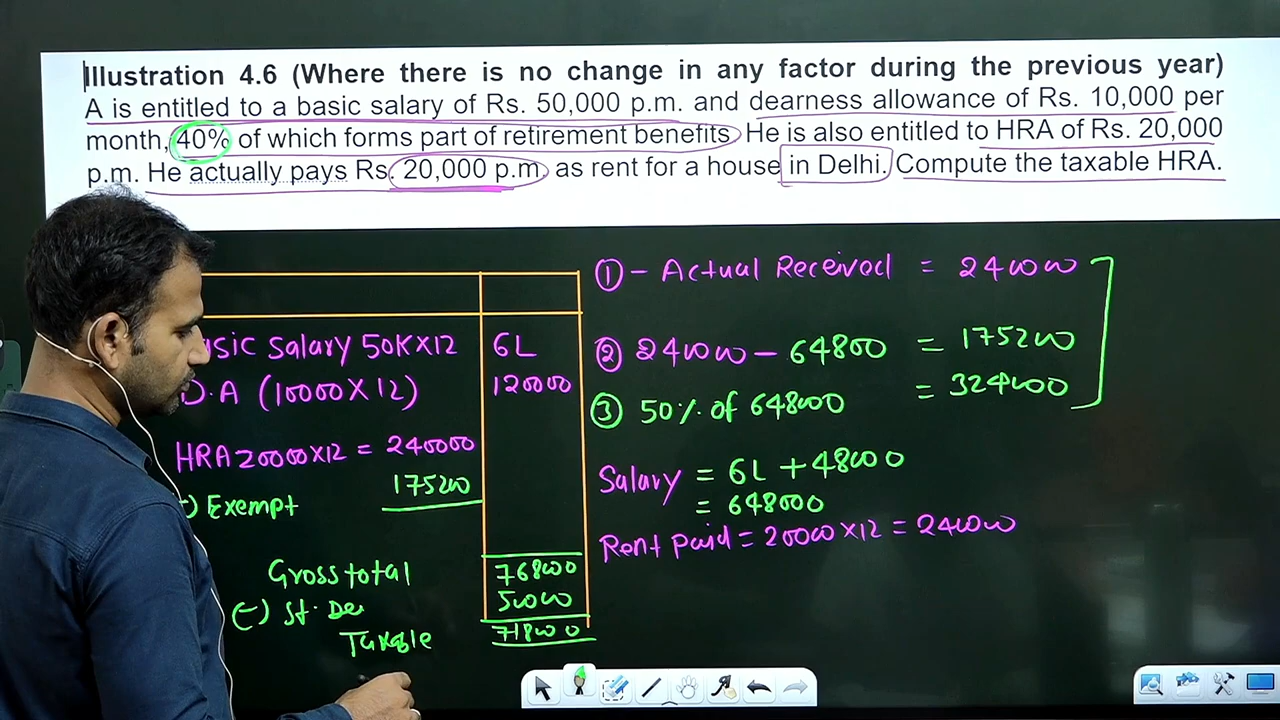 Illustration 4.6 (Where there is no change in any factor during the previous year)
A is entitled to a basic salary of Rs. 50,000 p.m. and dearness allowance of Rs. 10,000 per
month, 40% of which forms part of retirement benefits He is also entitled to HRA of Rs. 20,000
p.m. He actually pays Rs. 20,000 p.m. as rent for a house in Delhi. Compute the taxable HRA.
Salary 50K×12 6L
D.A (10000×12) 120000
HRA 20000×12 = 240000
(-) Exempt 175200
Gross total 768000
(-) St. De 50000
Taxable 718000
① - Actual Received = 240000
② 240000 - 64800 = 175200
③ 50% of 648000 = 324000
Salary = 6L + 48000
= 648000
Rent Paid = 20000×12 = 240000